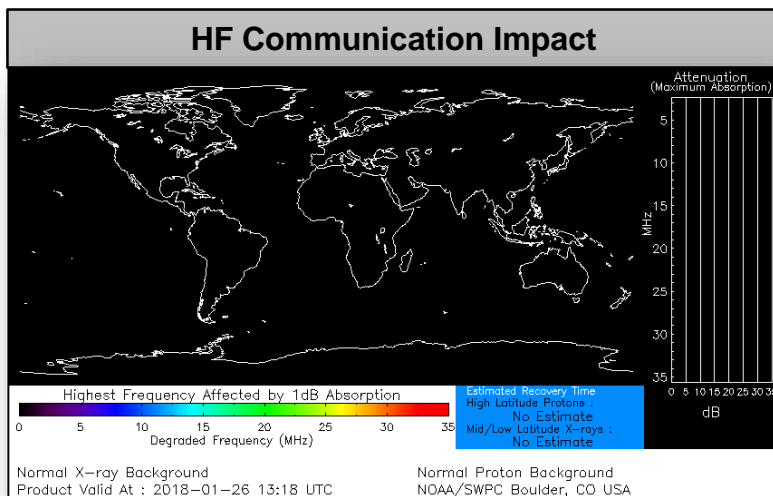 HF Communication Impact
Attenuation
(Maximum Absorption)
5
10
15
MHz
20
25
30
35
0 5 10 15 20 25 30 35
dB
Highest Frequency Affected by 1dB Absorption
0 5 10 15 20 25 30 35
Degraded Frequency (MHz)
Estimated Recovery Time
High Latitude Protons :
No Estimate
Mid/Low Latitude X-rays :
No Estimate
Normal X-ray Background
Normal Proton Background
Product Valid At : 2018-01-26 13:18 UTC
NOAA/SWPC Boulder, CO USA